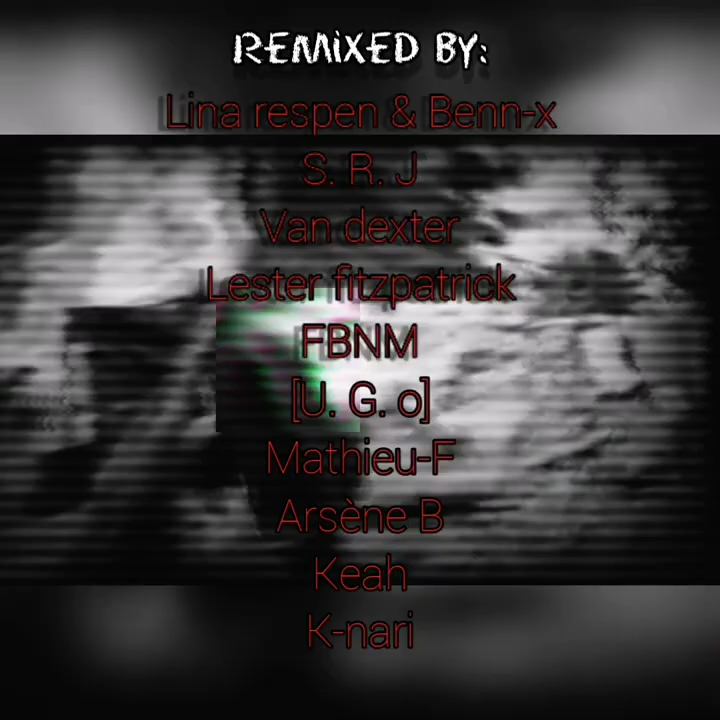 REMiXED BY:
Lina respen & Benn-x
S. R. J
Van dexter
Lester fitzpatrick
FBNM
[U. G. o]
Mathieu-F
Arsène B
Keah
K-nari